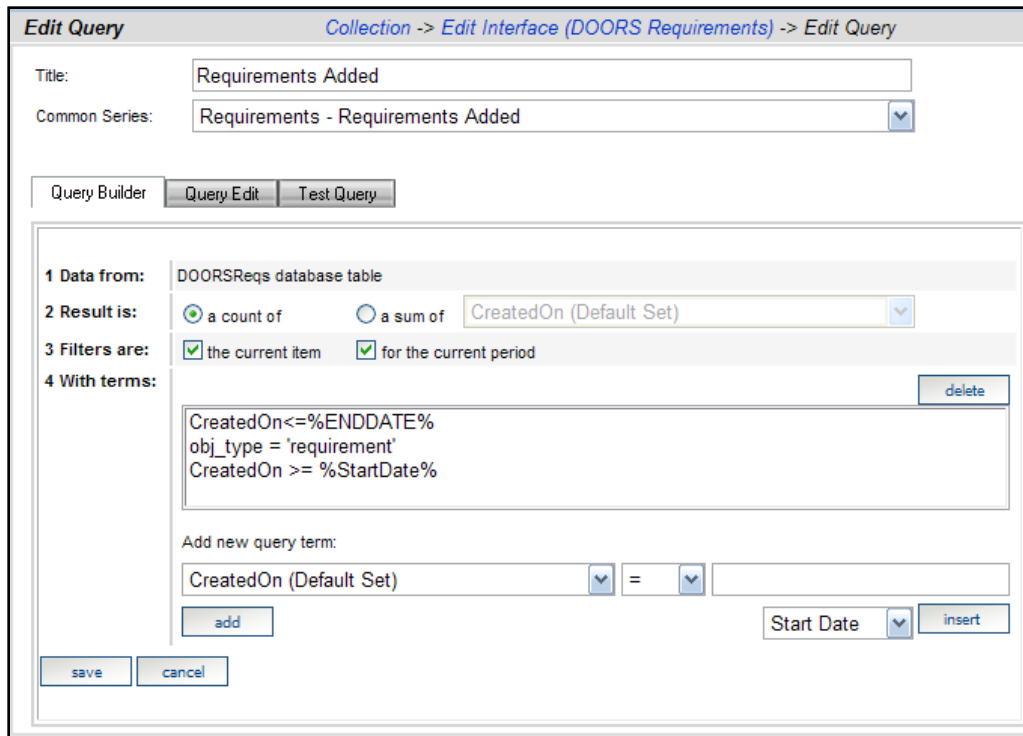 Edit Query Collection -> Edit Interface (DOORS Requirements) -> Edit Query
Title: Requirements Added
Common Series: Requirements - Requirements Added
Query Builder Query Edit Test Query
1 Data from: DOORSReqs database table
2 Result is: a count of a sum of CreatedOn (Default Set)
3 Filters are: the current item for the current period
4 With terms:
delete
CreatedOn<=%ENDDATE%
obj_type = 'requirement'
CreatedOn >= %StartDate%
Add new query term:
CreatedOn (Default Set) =
add Start Date insert
save cancel